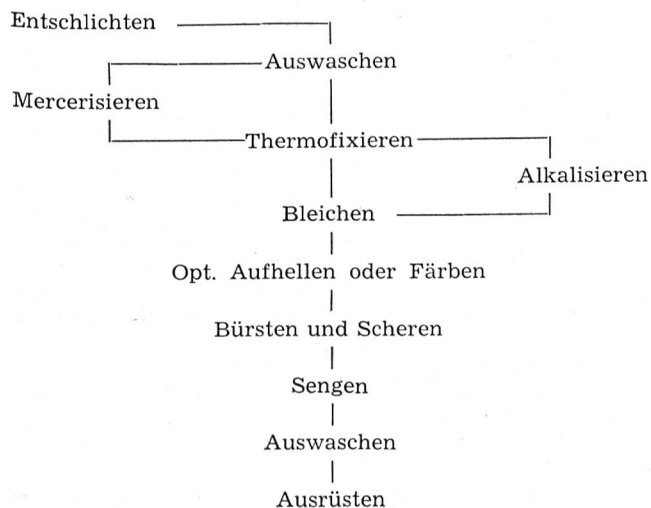 Entschlichten
Auswaschen
Mercerisieren
Thermofixieren
Alkalisieren
Bleichen
Opt. Aufhellen oder Färben
Bürsten und Scheren
Sengen
Auswaschen
Ausrüsten